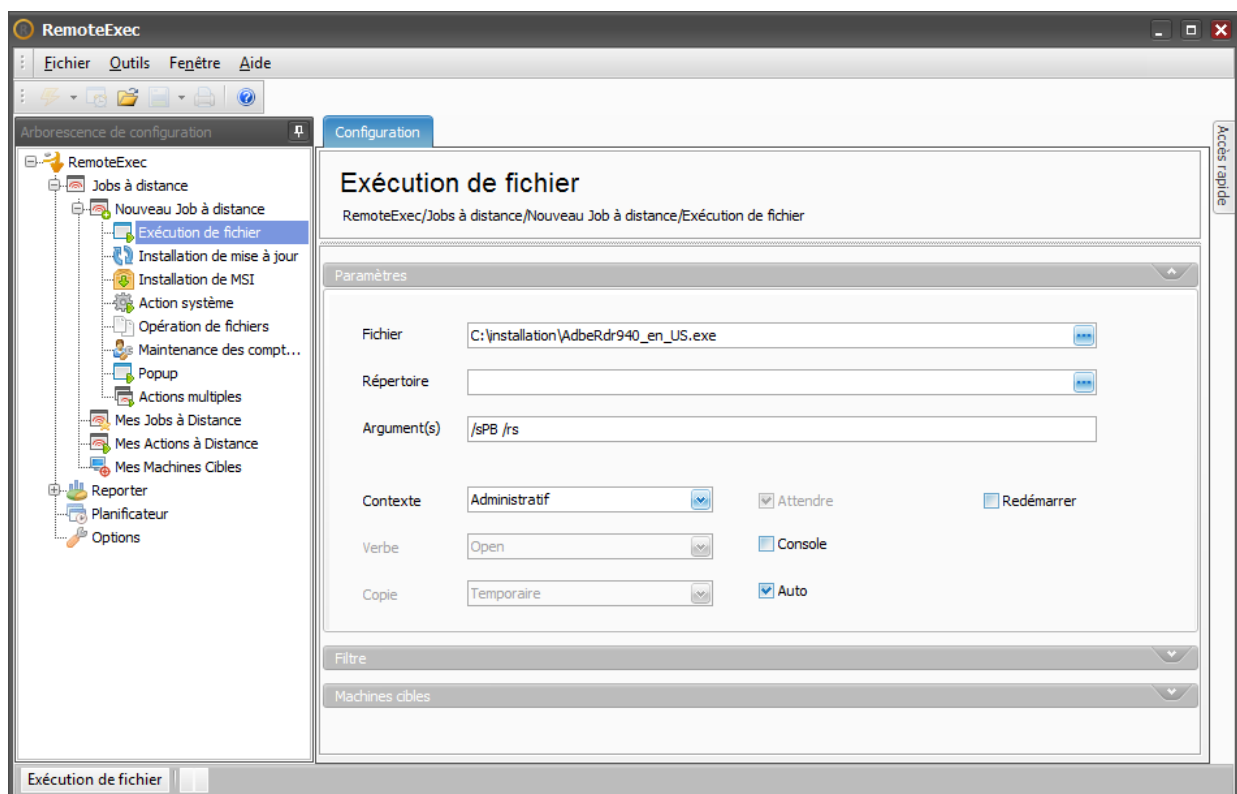 RemoteExec
Fichier Outils Fenêtre Aide
Arborescence de configuration
RemoteExec
Jobs à distance
Nouveau Job à distance
Exécution de fichier
Installation de mise à jour
Installation de MSI
Action système
Opération de fichiers
Maintenance des compt...
Popup
Actions multiples
Mes Jobs à Distance
Mes Actions à Distance
Mes Machines Cibles
Reporter
Planificateur
Options
Configuration
Exécution de fichier
RemoteExec/Jobs à distance/Nouveau Job à distance/Exécution de fichier
Paramètres
Fichier C:\installation\AdbeRdr940_en_US.exe
Répertoire
Argument(s) /sPB /rs
Contexte Administratif Attendre Redémarrer
Verbe Open Console
Copie Temporaire Auto
Filtre
Machines cibles
Accès rapide
Exécution de fichier